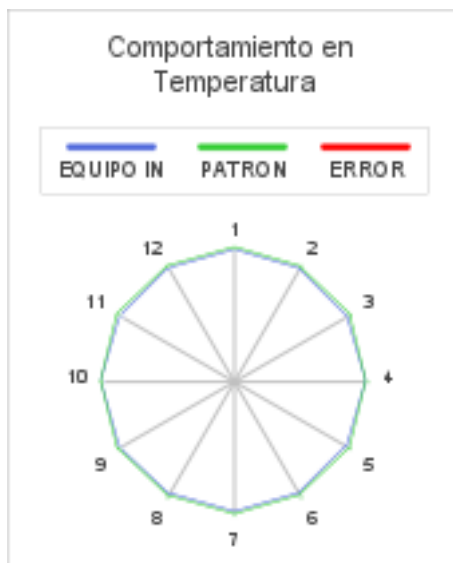 Comportamiento en
Temperatura
EQUIPO IN PATRON ERROR
1
12 2
11 3
10 4
9 5
8 6
7